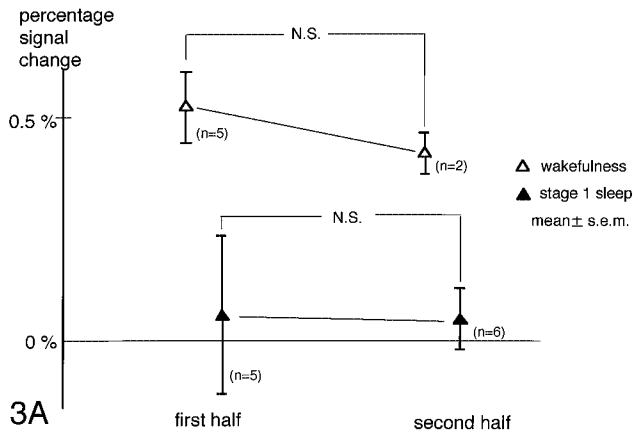 percentage
signal
change
N.S.
0.5 %
(n=5)
(n=2)
wakefulness
stage 1 sleep
mean± s.e.m.
N.S.
0 %
(n=6)
(n=5)
3A
first half
second half